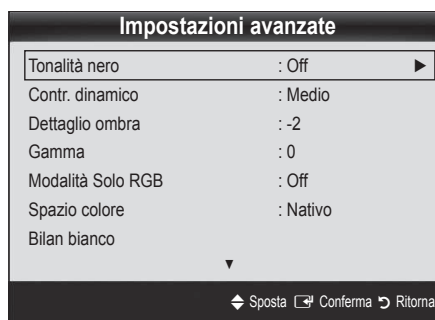 Impostazioni avanzate
Tonalità nero : Off ►
Contr. dinamico : Medio
Dettaglio ombra : -2
Gamma : 0
Modalità Solo RGB : Off
Spazio colore : Nativo
Bilan bianco
▼
Sposta Conferma Ritorna